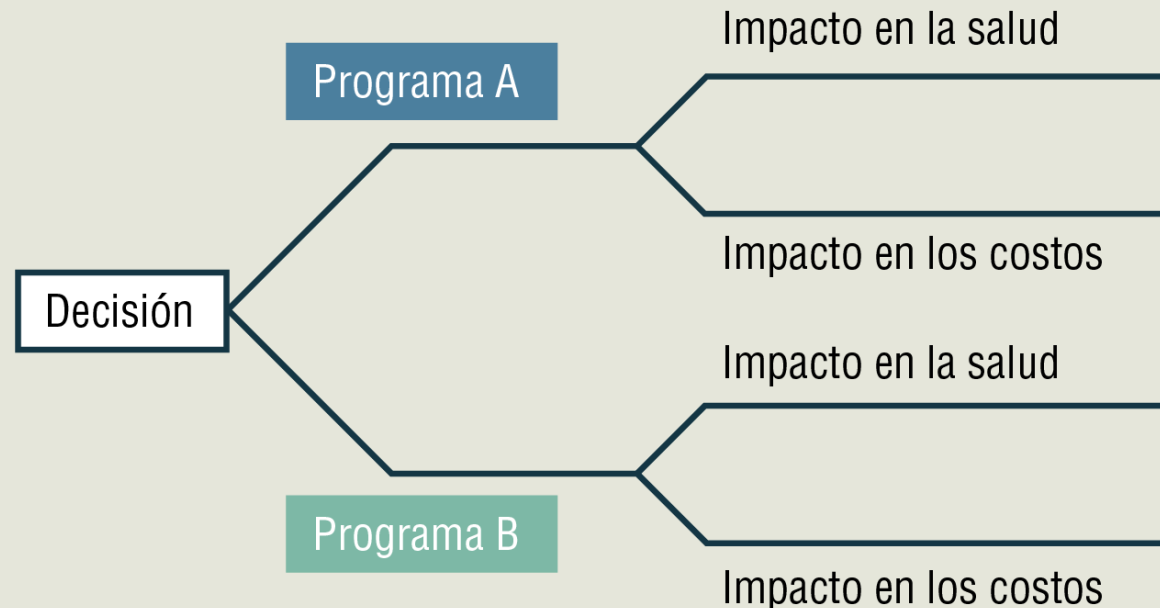 Impacto en la salud
Programa A
Impacto en los costos
Decisión
Impacto en la salud
Programa B
Impacto en los costos